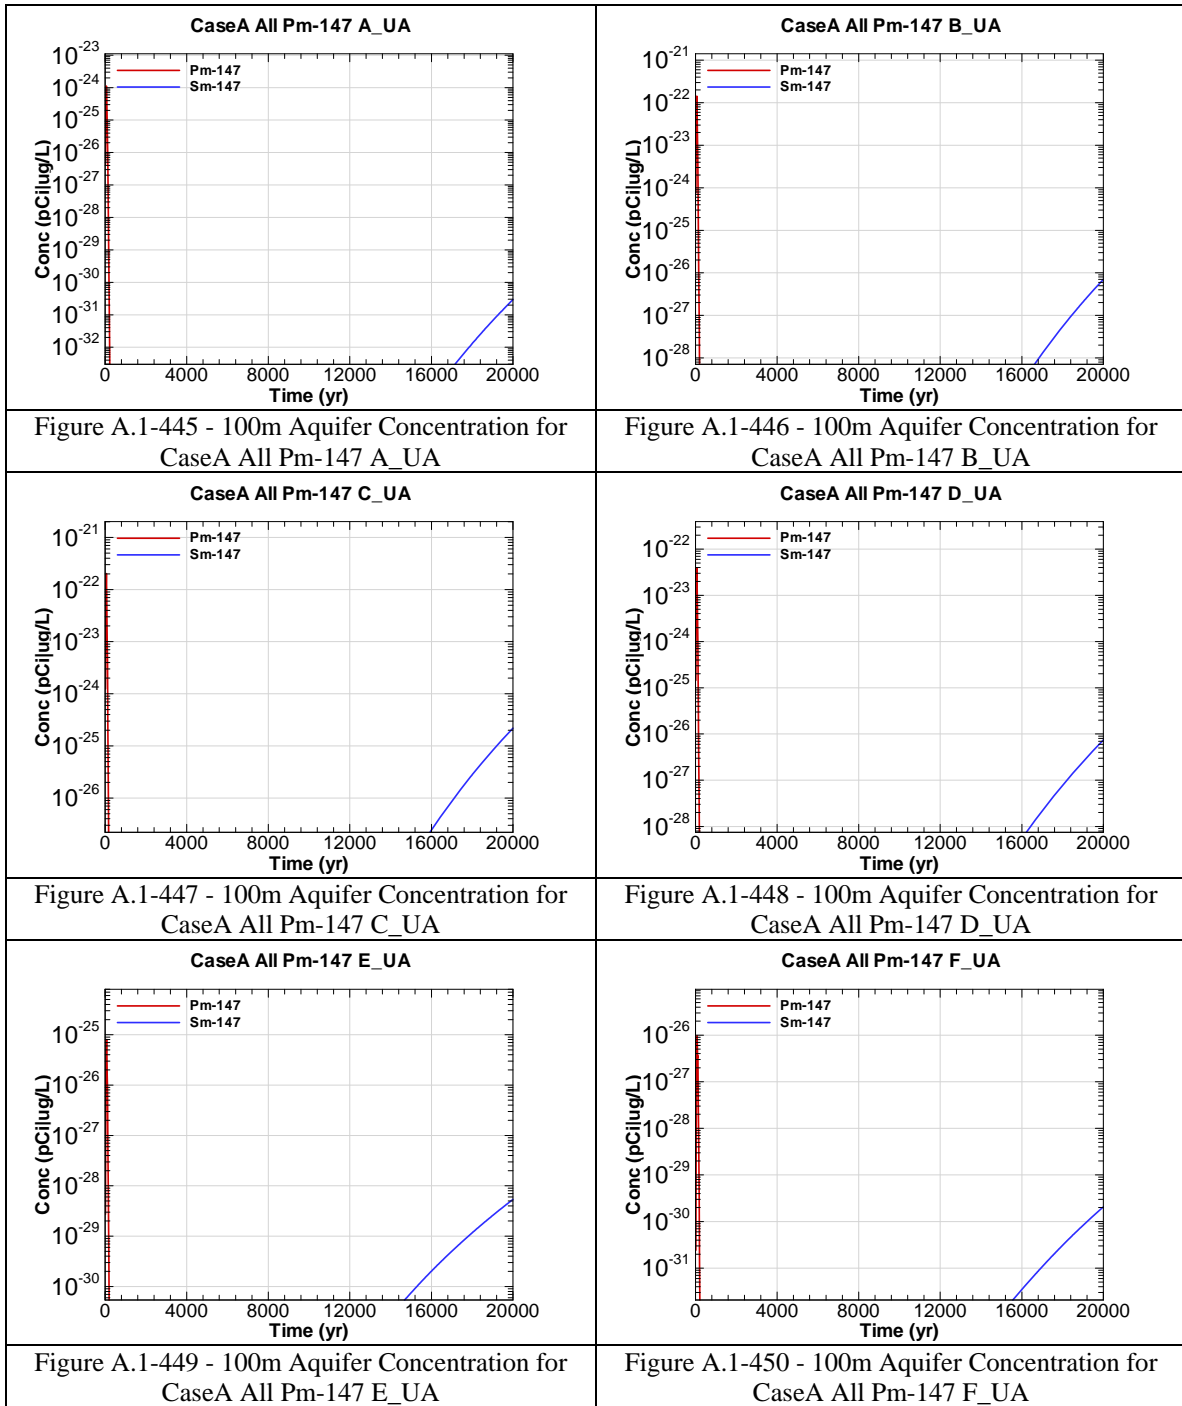 CaseA All Pm-147 A_UA
Conc (pCi|ug/L)
10-23
10-24
10-25
10-26
10-27
10-28
10-29
10-30
10-31
10-32
Pm-147
Sm-147
0 4000 8000 12000 16000 20000
Time (yr)
Figure A.1-445 - 100m Aquifer Concentration for
CaseA All Pm-147 A_UA
CaseA All Pm-147 B_UA
Conc (pCi|ug/L)
10-21
10-22
10-23
10-24
10-25
10-26
10-27
10-28
Pm-147
Sm-147
0 4000 8000 12000 16000 20000
Time (yr)
Figure A.1-446 - 100m Aquifer Concentration for
CaseA All Pm-147 B_UA
CaseA All Pm-147 C_UA
Conc (pCi|ug/L)
10-21
10-22
10-23
10-24
10-25
10-26
Pm-147
Sm-147
0 4000 8000 12000 16000 20000
Time (yr)
Figure A.1-447 - 100m Aquifer Concentration for
CaseA All Pm-147 C_UA
CaseA All Pm-147 D_UA
Conc (pCi|ug/L)
10-22
10-23
10-24
10-25
10-26
10-27
10-28
Pm-147
Sm-147
0 4000 8000 12000 16000 20000
Time (yr)
Figure A.1-448 - 100m Aquifer Concentration for
CaseA All Pm-147 D_UA
CaseA All Pm-147 E_UA
Conc (pCi|ug/L)
10-25
10-26
10-27
10-28
10-29
10-30
Pm-147
Sm-147
0 4000 8000 12000 16000 20000
Time (yr)
Figure A.1-449 - 100m Aquifer Concentration for
CaseA All Pm-147 E_UA
CaseA All Pm-147 F_UA
Conc (pCi|ug/L)
10-26
10-27
10-28
10-29
10-30
10-31
Pm-147
Sm-147
0 4000 8000 12000 16000 20000
Time (yr)
Figure A.1-450 - 100m Aquifer Concentration for
CaseA All Pm-147 F_UA